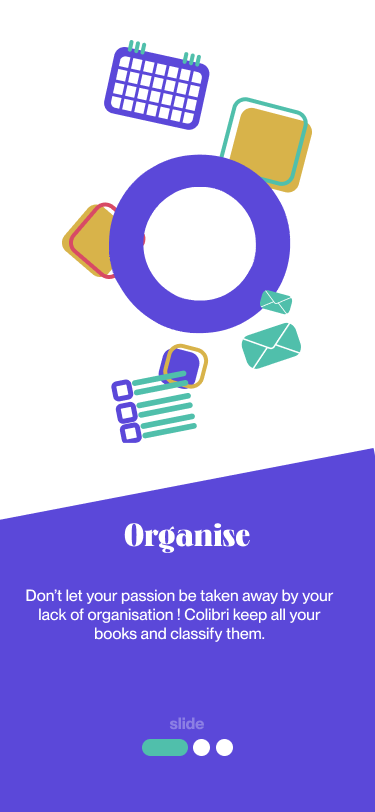 Organise
Don't let your passion be taken away by your
lack of organisation ! Colibri keep all your
books and classify them.
slide